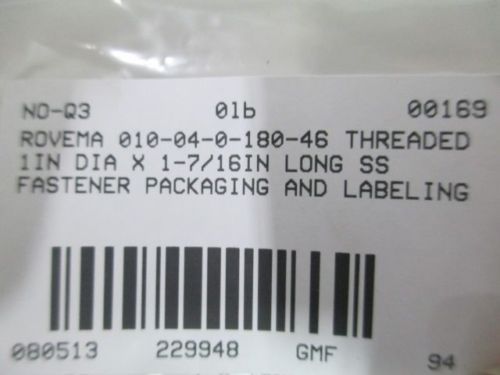 NO-Q3 0lb 00169
ROVEMA 010-04-0-180-46 THREADED
1IN DIA X 1-7/16IN LONG SS
FASTENER PACKAGING AND LABELING
080513 229948 GMF 94